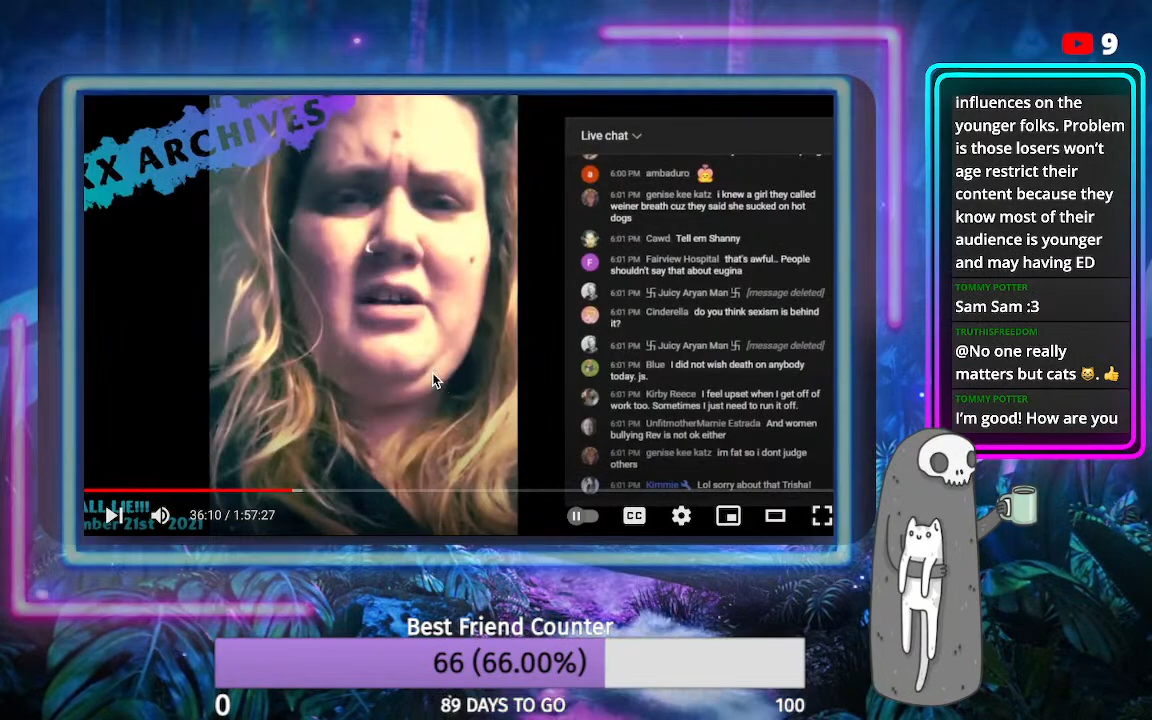 9
XX ARCHIVES
Live chat
6:00 PM ambaduro
6:01 PM genise kee katz i knew a girl they called
weiner breath cuz they said she sucked on hot
dogs
6:01 PM Cawd Tell em Shanny
F 6:01 PM Fairview Hospital that's awful.. People
shouldn't say that about eugina
6:01 PM 卐 Juicy Aryan Man 卐 [message deleted]
6:01 PM Cinderella do you think sexism is behind
it?
6:01 PM 卐 Juicy Aryan Man 卐 [message deleted]
6:01 PM Blue I did not wish death on anybody
today. js.
6:01 PM Kirby Reece I feel upset when I get off of
work too. Sometimes I just need to run it off.
6:01 PM UnfitmotherMamie Estrada And women
bullying Rev is not ok either
6:01 PM genise kee katz im fat so i dont judge
others
6:01 PM Kimmie Lol sorry about that Trisha!
ALL LIE!!!
mber 21st 2021
36:10 / 1:57:27
CC
influences on the
younger folks. Problem
is those losers won't
age restrict their
content because they
know most of their
audience is younger
and may having ED
TOMMY POTTER
Sam Sam :3
TRUTHISFREEDOM
@No one really
matters but cats 😺. 👍
TOMMY POTTER
I'm good! How are you
Best Friend Counter
66 (66.00%)
0
89 DAYS TO GO
100